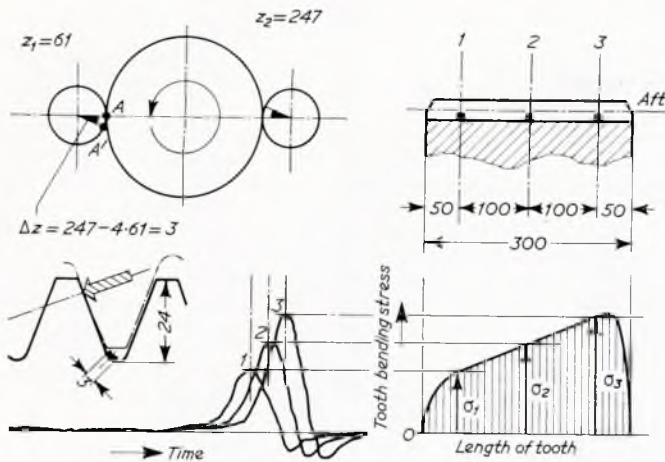 z₁=61
z₂=247
A
A'
Δz = 247 − 4·61 = 3
1 2 3
Aft
50 100 100 50
300
24
1
2
3
Time
Tooth bending stress
σ₁ σ₂ σ₃
0
Length of tooth